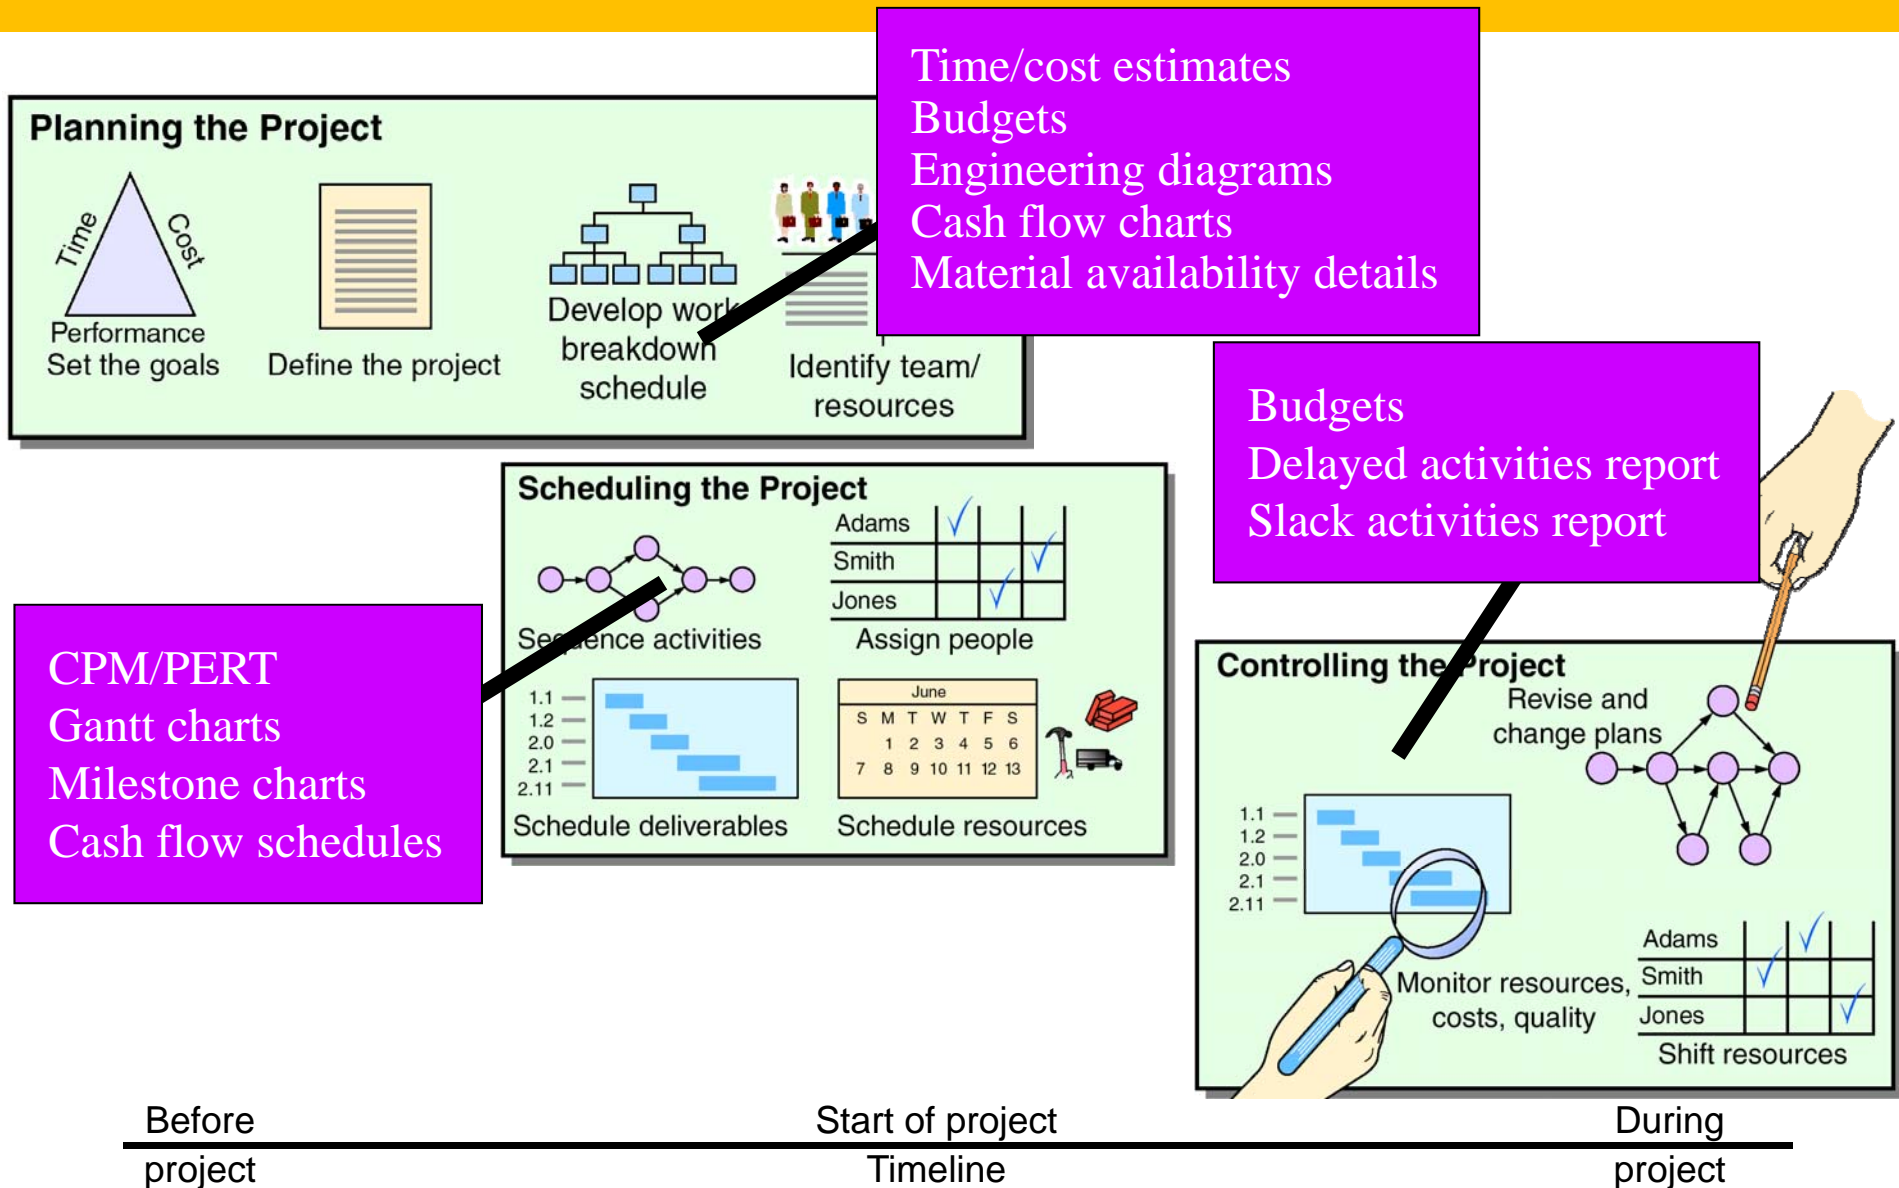 Time/cost estimates
Budgets
Engineering diagrams
Cash flow charts
Material availability details
Planning the Project
Time
Cost
Performance
Set the goals
Define the project
Develop work
breakdown
schedule
Identify team/
resources
Budgets
Delayed activities report
Slack activities report
Scheduling the Project
Sequence activities
Adams
Smith
Jones
Assign people
1.1
1.2
2.0
2.1
2.11
Schedule deliverables
June
S M T W T F S
1 2 3 4 5 6
7 8 9 10 11 12 13
Schedule resources
CPM/PERT
Gantt charts
Milestone charts
Cash flow schedules
Controlling the Project
Revise and
change plans
1.1
1.2
2.0
2.1
2.11
Monitor resources,
costs, quality
Adams
Smith
Jones
Shift resources
Before
project
Start of project
Timeline
During
project